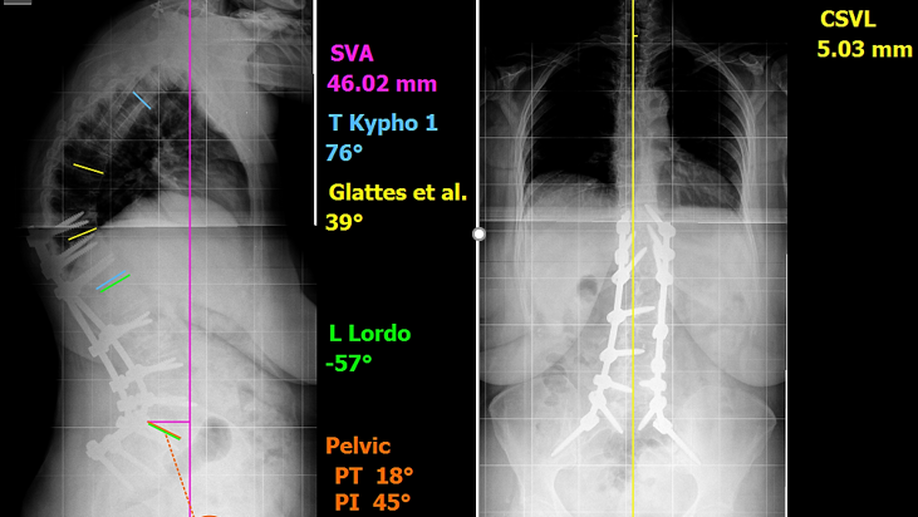 SVA
46.02 mm
T Kypho 1
76°
Glattes et al.
39°
L Lordo
-57°
Pelvic
PT 18°
PI 45°
CSVL
5.03 mm